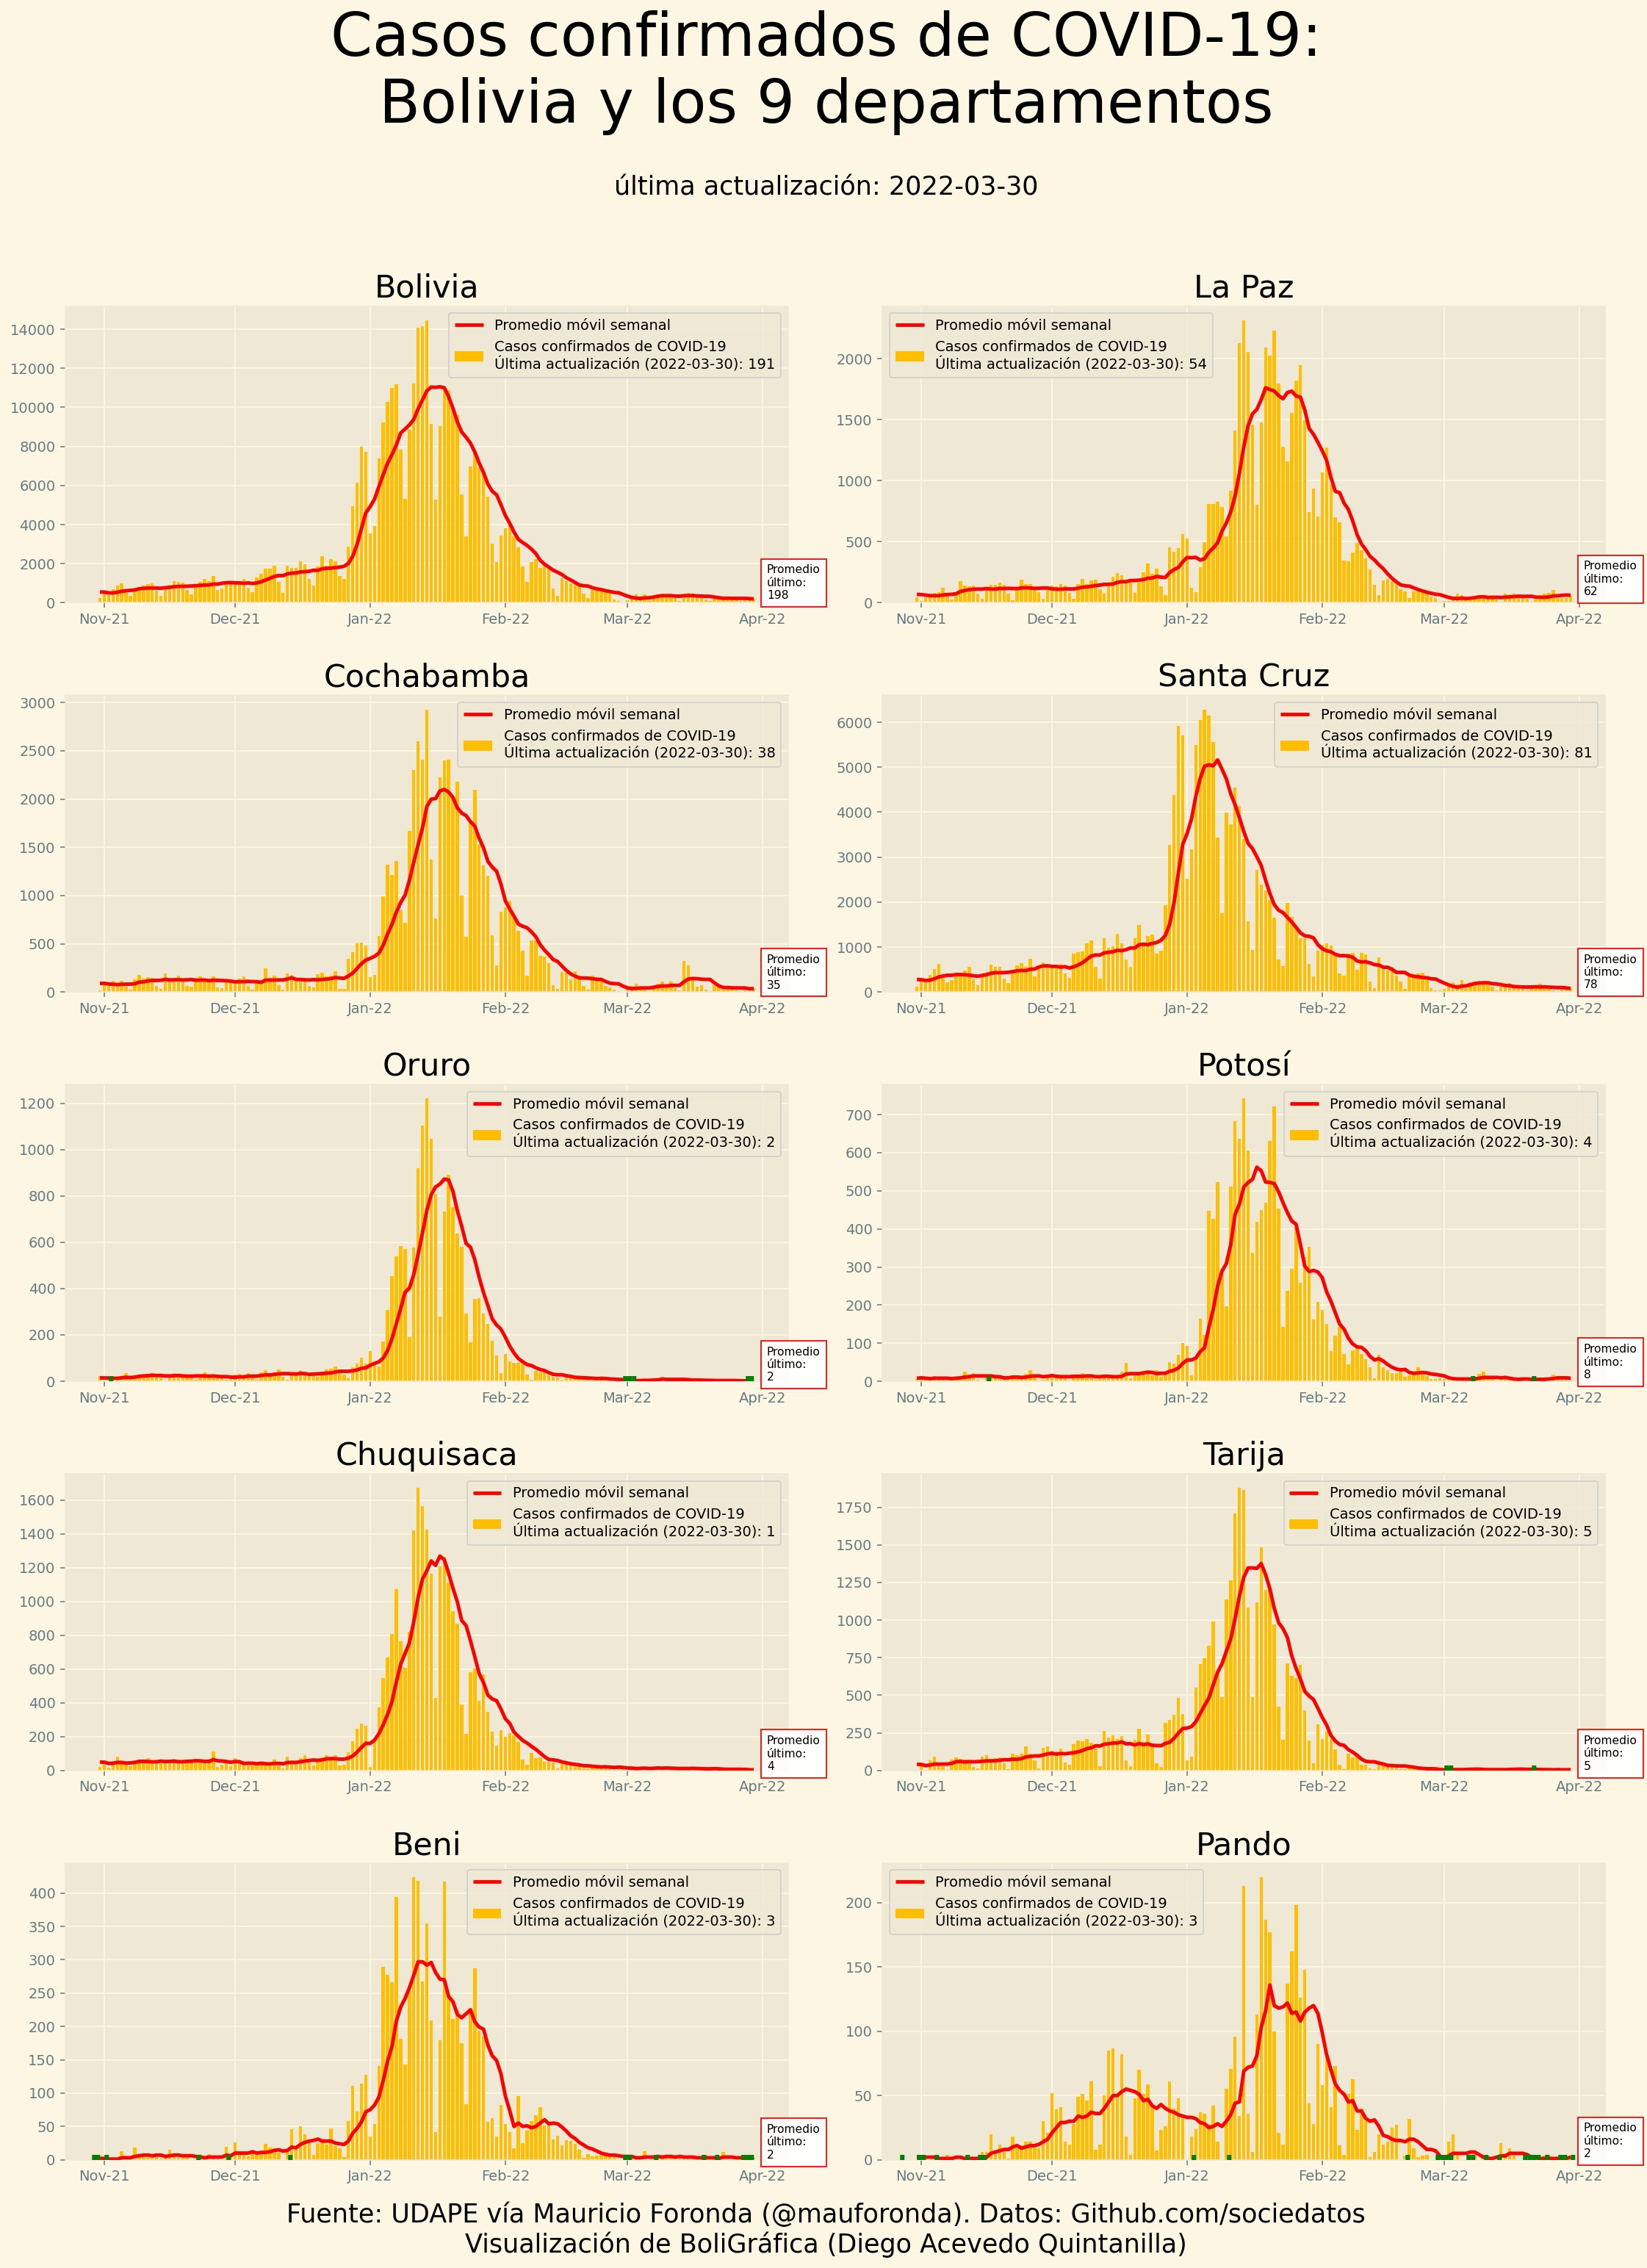 Casos confirmados de COVID-19:
Bolivia y los 9 departamentos
última actualización: 2022-03-30
Bolivia
14000
12000
10000
8000
6000
4000
2000
0
Promedio móvil semanal
Casos confirmados de COVID-19
Última actualización (2022-03-30): 191
Promedio
último:
198
Nov-21 Dec-21 Jan-22 Feb-22 Mar-22 Apr-22
La Paz
2000
1500
1000
500
0
Promedio móvil semanal
Casos confirmados de COVID-19
Última actualización (2022-03-30): 54
Promedio
último:
62
Nov-21 Dec-21 Jan-22 Feb-22 Mar-22 Apr-22
Cochabamba
3000
2500
2000
1500
1000
500
0
Promedio móvil semanal
Casos confirmados de COVID-19
Última actualización (2022-03-30): 38
Promedio
último:
35
Nov-21 Dec-21 Jan-22 Feb-22 Mar-22 Apr-22
Santa Cruz
6000
5000
4000
3000
2000
1000
0
Promedio móvil semanal
Casos confirmados de COVID-19
Última actualización (2022-03-30): 81
Promedio
último:
78
Nov-21 Dec-21 Jan-22 Feb-22 Mar-22 Apr-22
Oruro
1200
1000
800
600
400
200
0
Promedio móvil semanal
Casos confirmados de COVID-19
Última actualización (2022-03-30): 2
Promedio
último:
2
Nov-21 Dec-21 Jan-22 Feb-22 Mar-22 Apr-22
Potosí
700
600
500
400
300
200
100
0
Promedio móvil semanal
Casos confirmados de COVID-19
Última actualización (2022-03-30): 4
Promedio
último:
8
Nov-21 Dec-21 Jan-22 Feb-22 Mar-22 Apr-22
Chuquisaca
1600
1400
1200
1000
800
600
400
200
0
Promedio móvil semanal
Casos confirmados de COVID-19
Última actualización (2022-03-30): 1
Promedio
último:
4
Nov-21 Dec-21 Jan-22 Feb-22 Mar-22 Apr-22
Tarija
1750
1500
1250
1000
750
500
250
0
Promedio móvil semanal
Casos confirmados de COVID-19
Última actualización (2022-03-30): 5
Promedio
último:
5
Nov-21 Dec-21 Jan-22 Feb-22 Mar-22 Apr-22
Beni
400
350
300
250
200
150
100
50
0
Promedio móvil semanal
Casos confirmados de COVID-19
Última actualización (2022-03-30): 3
Promedio
último:
2
Nov-21 Dec-21 Jan-22 Feb-22 Mar-22 Apr-22
Pando
200
150
100
50
0
Promedio móvil semanal
Casos confirmados de COVID-19
Última actualización (2022-03-30): 3
Promedio
último:
2
Nov-21 Dec-21 Jan-22 Feb-22 Mar-22 Apr-22
Fuente: UDAPE vía Mauricio Foronda (@mauforonda). Datos: Github.com/sociedatos
Visualización de BoliGráfica (Diego Acevedo Quintanilla)